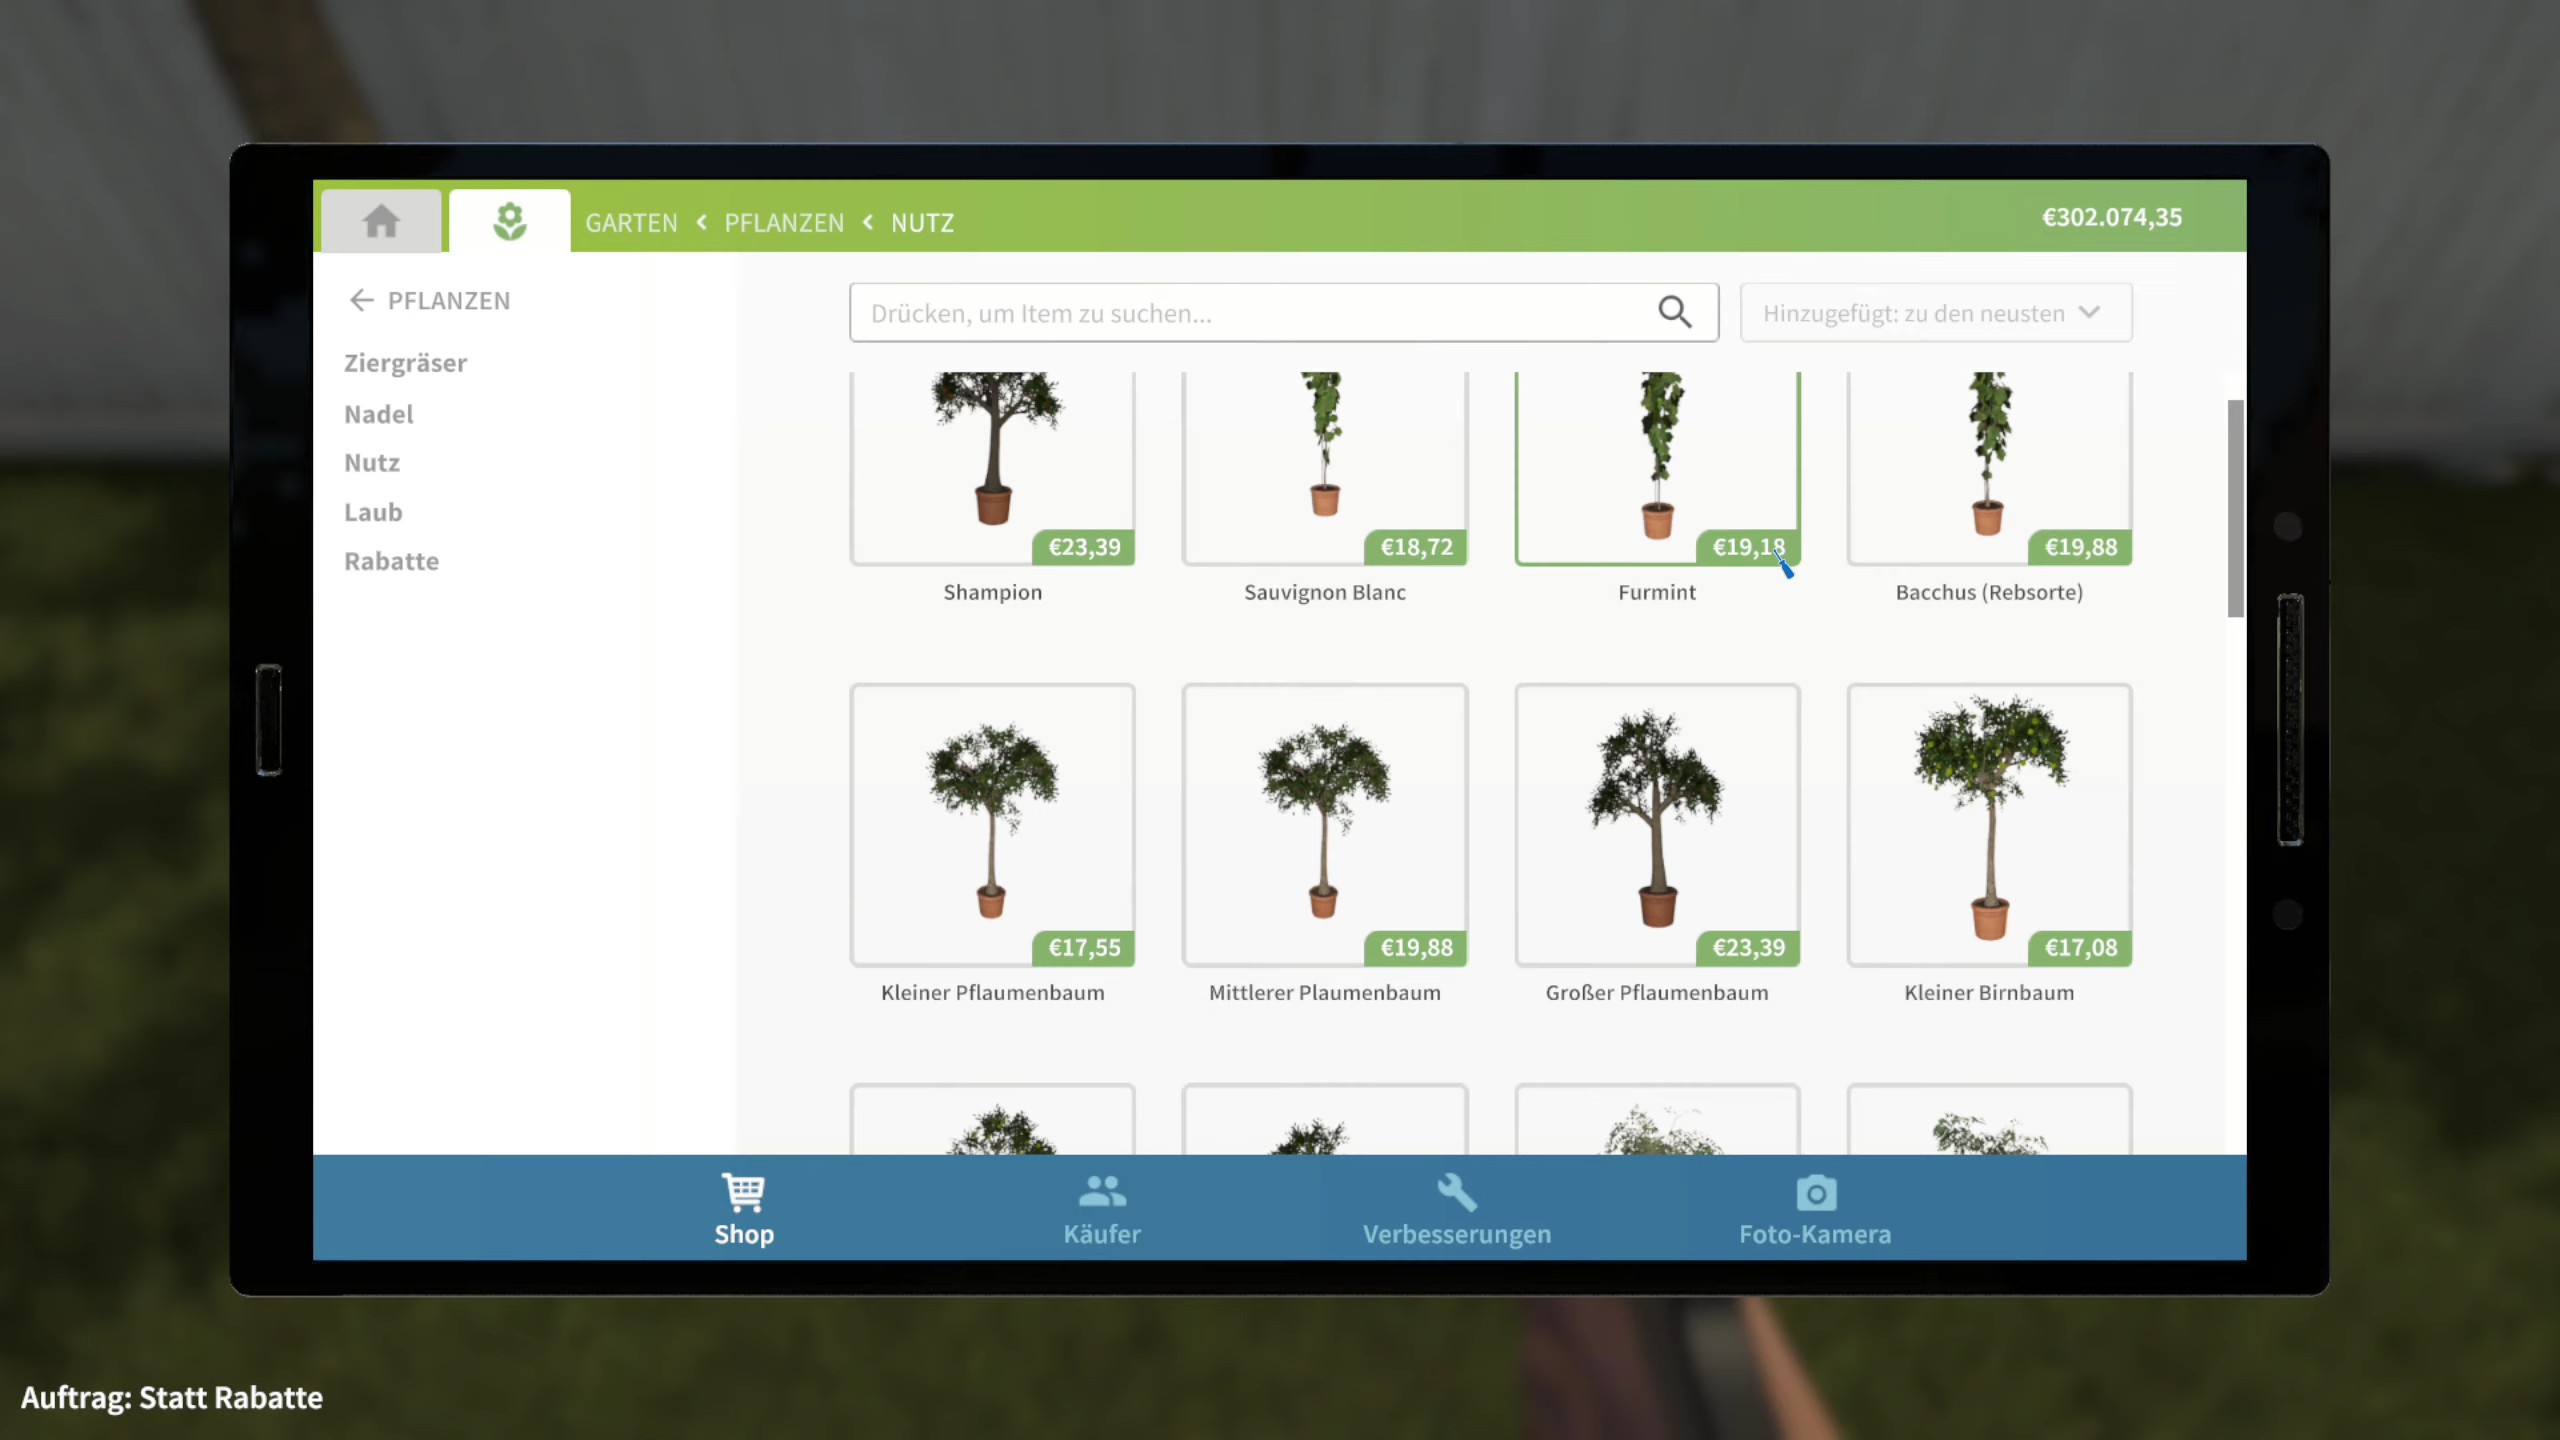 GARTEN < PFLANZEN < NUTZ
€302.074,35
PFLANZEN
Ziergräser
Nadel
Nutz
Laub
Rabatte
Drücken, um Item zu suchen...
Hinzugefügt: zu den neusten
€23,39
€18,72
€19,18
€19,88
Shampion
Sauvignon Blanc
Furmint
Bacchus (Rebsorte)
€17,55
€19,88
€23,39
€17,08
Kleiner Pflaumenbaum
Mittlerer Plaumenbaum
Großer Pflaumenbaum
Kleiner Birnbaum
Shop
Käufer
Verbesserungen
Foto-Kamera
Auftrag: Statt Rabatte